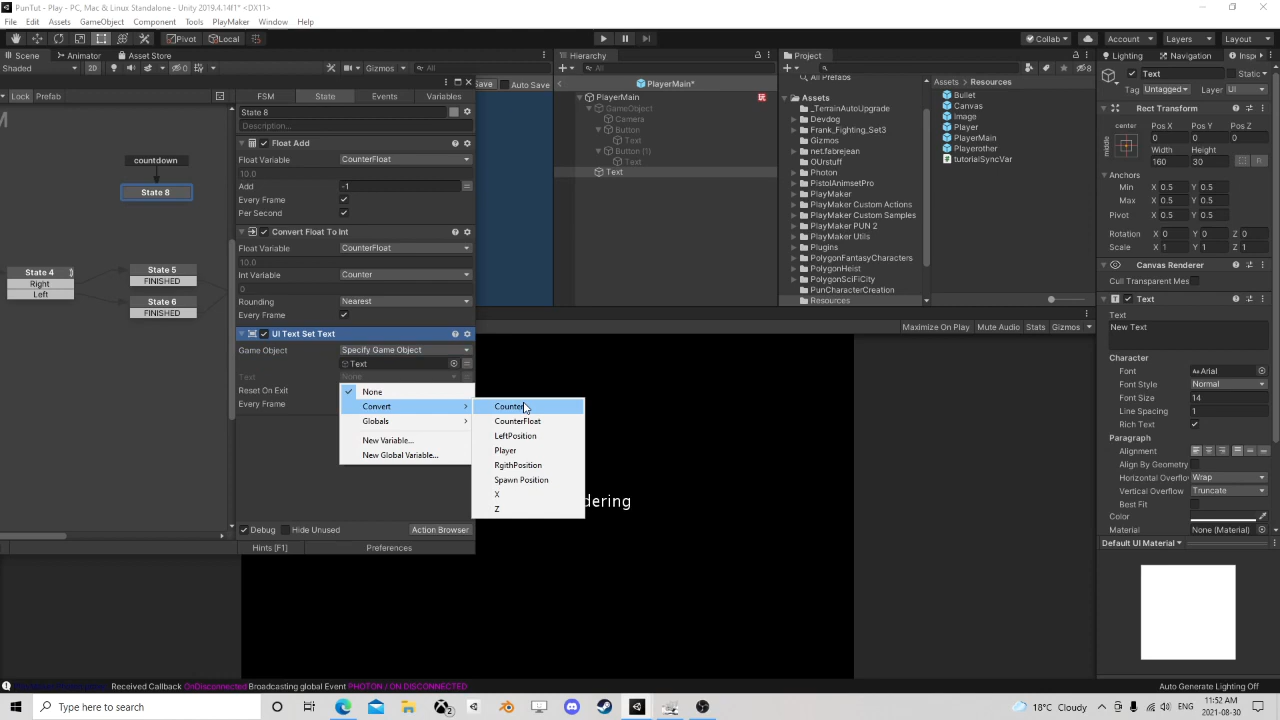 PunTut - Play - PC, Mac & Linux Standalone - Unity 2019.4.14f1* <DX11>
File Edit Assets GameObject Component Tools PlayMaker Window Help
Pivot Local Collab Account Layers Layout
Scene Animator Asset Store
Shaded 2D 0 Gizmos All
Lock Prefab
countdown
State 8
State 4
Right
Left
State 5
FINISHED
State 6
FINISHED
FSM State Events Variables
State 8
Description...
Float Add
Float Variable CounterFloat
10.0
Add -1
Every Frame
Per Second
Convert Float To Int
Float Variable CounterFloat
10.0
Int Variable Counter
0
Rounding Nearest
Every Frame
UI Text Set Text
Game Object Specify Game Object
Text
Text None
Reset On Exit
Every Frame
None
Convert
Globals
New Variable...
New Global Variable...
Counter
CounterFloat
LeftPosition
Player
RgithPosition
Spawn Position
X
Z
Debug Hide Unused Action Browser
Hints [F1] Preferences
Save Auto Save
Hierarchy
All
PlayerMain*
PlayerMain
GameObject
Camera
Button
Text
Button (1)
Text
Text
Project
8
All Prefabs
Assets
_TerrainAutoUpgrade
Devdog
Frank_Fighting_Set3
Gizmos
net.fabrejean
OUrstuff
Photon
PistolAnimsetPro
PlayMaker
PlayMaker Custom Actions
PlayMaker Custom Samples
PlayMaker PUN 2
PlayMaker Utils
Plugins
PolygonFantasyCharacters
PolygonHeist
PolygonSciFiCity
PunCharacterCreation
Resources
Assets > Resources
Bullet
Canvas
Image
Player
PlayerMain
Playerother
tutorialSyncVar
Maximize On Play Mute Audio Stats Gizmos
dering
Lighting Navigation Inspe
Text Static
Tag Untagged Layer UI
Rect Transform
center
middle
Pos X Pos Y Pos Z
0 0 0
Width Height
160 30
R
Anchors
Min X 0.5 Y 0.5
Max X 0.5 Y 0.5
Pivot X 0.5 Y 0.5
Rotation X 0 Y 0 Z 0
Scale X 1 Y 1 Z 1
Canvas Renderer
Cull Transparent Mes
Text
Text
New Text
Character
Font Arial
Font Style Normal
Font Size 14
Line Spacing 1
Rich Text
Paragraph
Alignment
Align By Geometry
Horizontal Overflow Wrap
Vertical Overflow Truncate
Best Fit
Color
Material None (Material)
Default UI Material
Received Callback OnDisconnected Broadcasting global Event PHOTON / ON DISCONNECTED
Auto Generate Lighting Off
Type here to search
18°C Cloudy
11:52 AM
2021-08-30